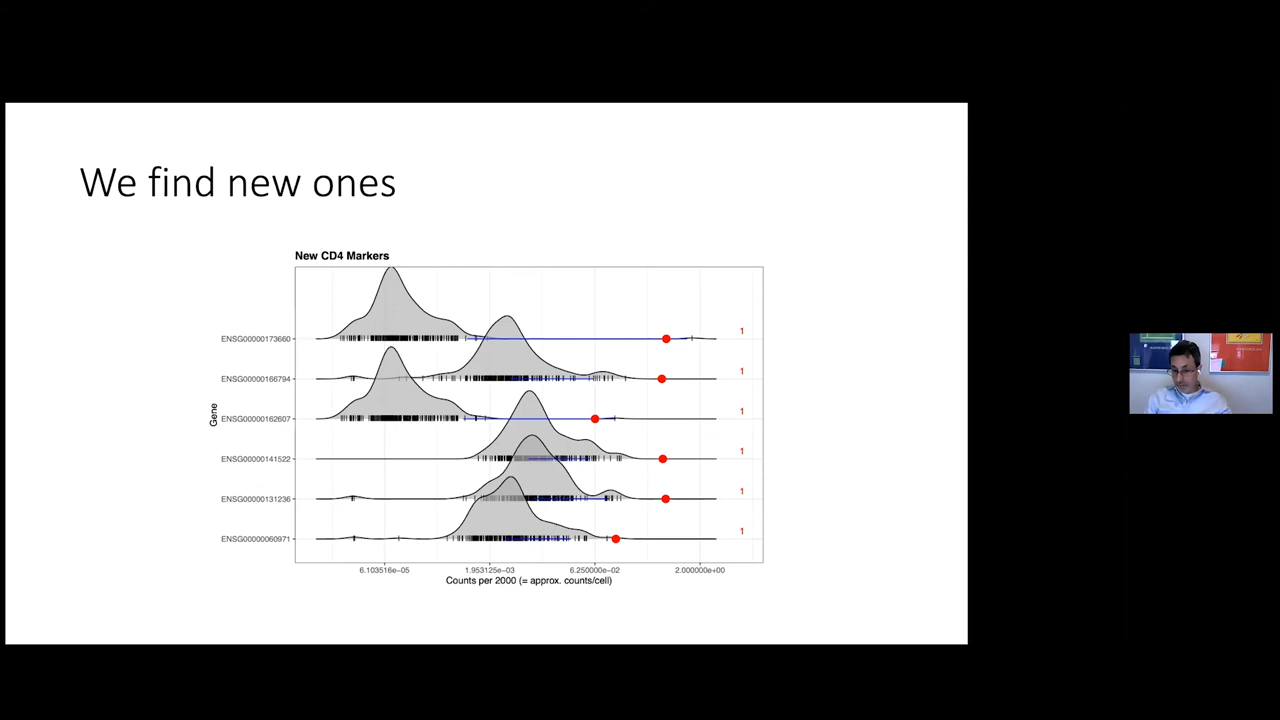 We find new ones
New CD4 Markers
1
ENSG00000173660
1
ENSG00000166794
1
ENSG00000162607
Gene
1
ENSG00000141522
1
ENSG00000131236
1
ENSG00000060971
6.103516e−05 1.953125e−03 6.250000e−02 2.000000e+00
Counts per 2000 (= approx. counts/cell)